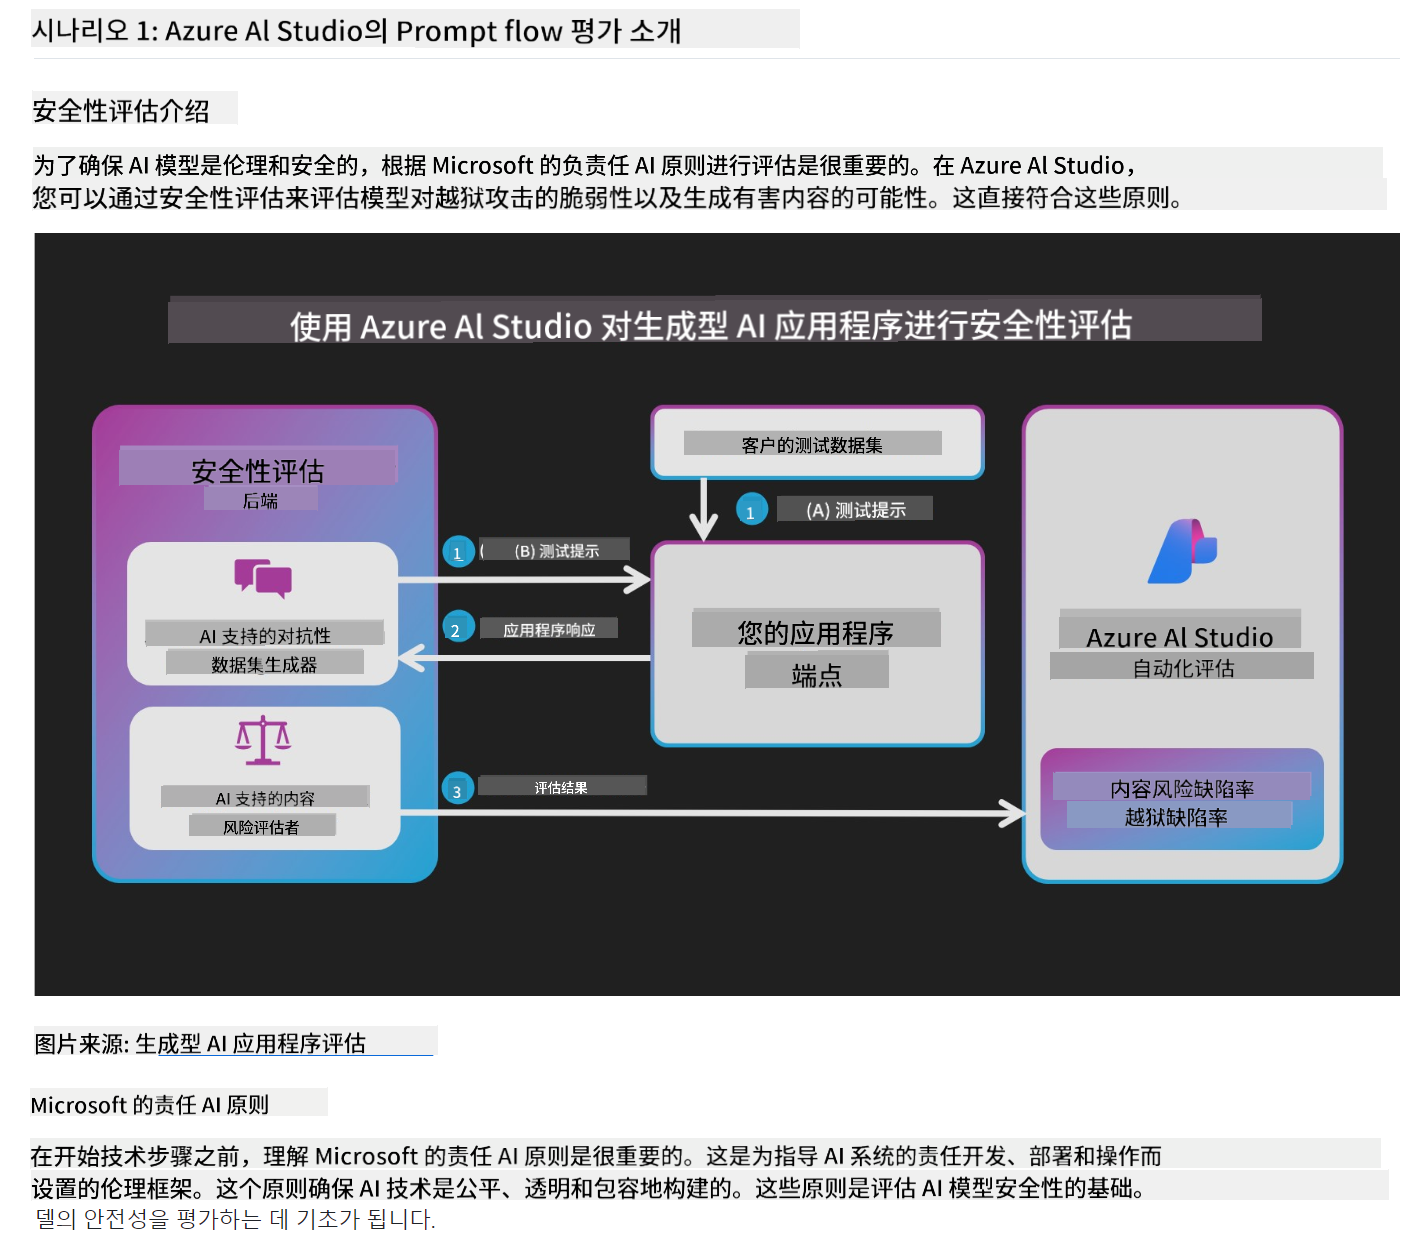 시나리오 1: Azure Al Studio의 Prompt flow 평가 소개
安全性评估介绍
为了确保 AI 模型是伦理和安全的，根据 Microsoft 的负责任 AI 原则进行评估是很重要的。在 Azure Al Studio，
您可以通过安全性评估来评估模型对越狱攻击的脆弱性以及生成有害内容的可能性。这直接符合这些原则。
使用 Azure Al Studio 对生成型 AI 应用程序进行安全性评估
安全性评估
后端
AI 支持的对抗性
数据集生成器
AI 支持的内容
风险评估者
1 (B) 测试提示
2 应用程序响应
3 评估结果
客户的测试数据集
1 (A) 测试提示
您的应用程序
端点
Azure Al Studio
自动化评估
内容风险缺陷率
越狱缺陷率
图片来源: 生成型 AI 应用程序评估
Microsoft 的责任 AI 原则
在开始技术步骤之前，理解 Microsoft 的责任 AI 原则是很重要的。这是为指导 AI 系统的责任开发、部署和操作而
设置的伦理框架。这个原则确保 AI 技术是公平、透明和包容地构建的。这些原则是评估 AI 模型安全性的基础。
델의 안전성을 평가하는 데 기초가 됩니다.